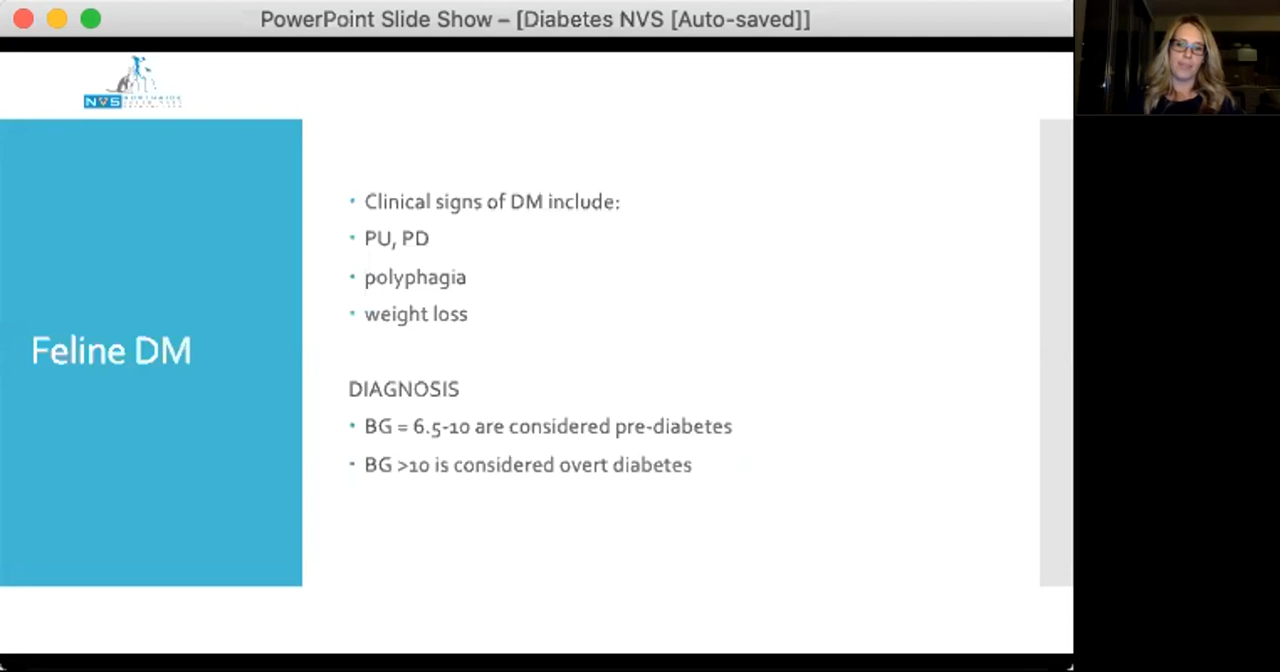 PowerPoint Slide Show – [Diabetes NVS [Auto-saved]]
NVS
Feline DM
• Clinical signs of DM include:
• PU, PD
• polyphagia
• weight loss
DIAGNOSIS
• BG = 6.5-10 are considered pre-diabetes
• BG >10 is considered overt diabetes